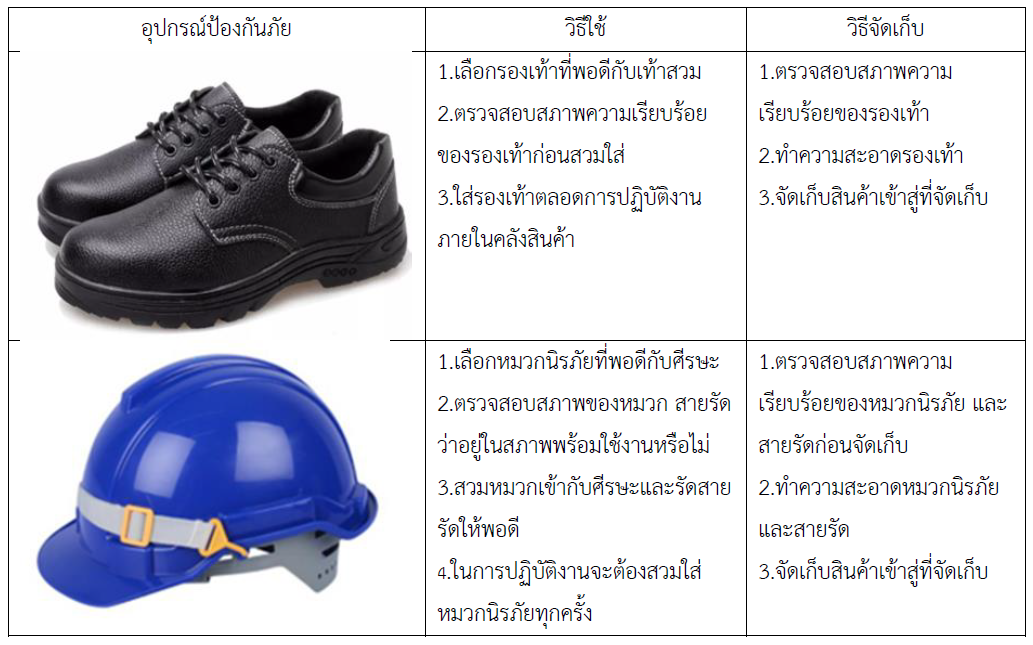 อุปกรณ์ป้องกันภัย
วิธีใช้
วิธีจัดเก็บ
1.เลือกรองเท้าที่พอดีกับเท้าสวม
2.ตรวจสอบสภาพความเรียบร้อย
ของรองเท้าก่อนสวมใส่
3.ใส่รองเท้าตลอดการปฏิบัติงาน
ภายในคลังสินค้า
1.ตรวจสอบสภาพความ
เรียบร้อยของรองเท้า
2.ทำความสะอาดรองเท้า
3.จัดเก็บสินค้าเข้าสู่ที่จัดเก็บ
1.เลือกหมวกนิรภัยที่พอดีกับศีรษะ
2.ตรวจสอบสภาพของหมวก สายรัด
ว่าอยู่ในสภาพพร้อมใช้งานหรือไม่
3.สวมหมวกเข้ากับศีรษะและรัดสาย
รัดให้พอดี
4.ในการปฏิบัติงานจะต้องสวมใส่
หมวกนิรภัยทุกครั้ง
1.ตรวจสอบสภาพความ
เรียบร้อยของหมวกนิรภัย และ
สายรัดก่อนจัดเก็บ
2.ทำความสะอาดหมวกนิรภัย
และสายรัด
3.จัดเก็บสินค้าเข้าสู่ที่จัดเก็บ